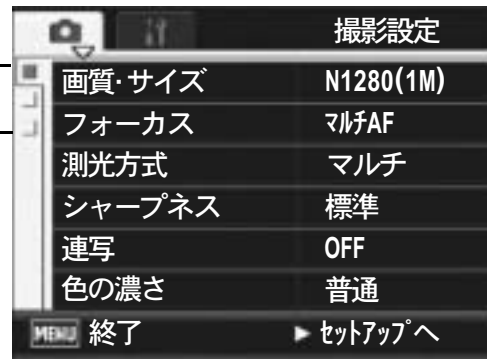 撮影設定
画質･サイズ N1280(1M)
フォーカス ﾏﾙﾁAF
測光方式 マルチ
シャープネス 標準
連写 OFF
色の濃さ 普通
MENU 終了 ▶ ｾｯﾄｱｯﾌﾟへ